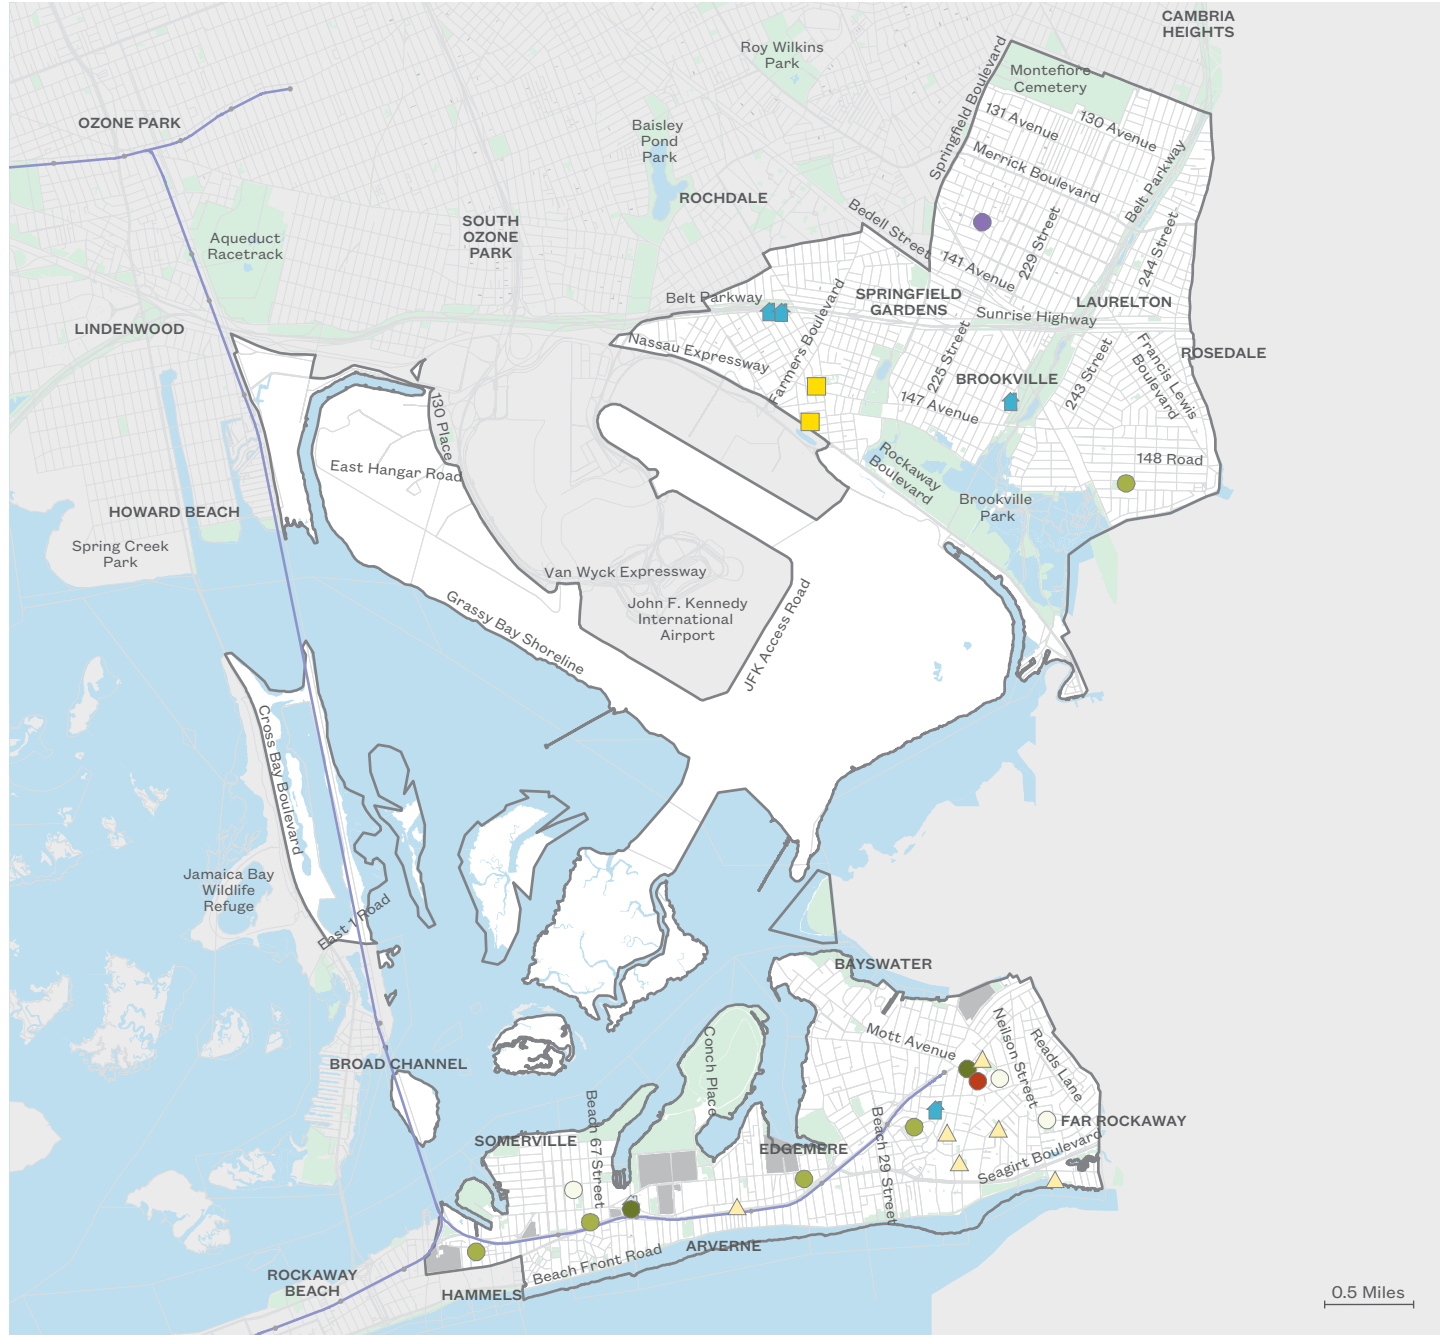 CAMBRIA
HEIGHTS
Roy Wilkins
Park
Montefiore
Cemetery
Springfield Boulevard
131 Avenue
130 Avenue
OZONE PARK
Baisley
Pond
Park
Merrick Boulevard
Belt Parkway
ROCHDALE
SOUTH
OZONE
PARK
Aqueduct
Racetrack
Bedell Street
229 Street
244 Street
141 Avenue
Belt Parkway
SPRINGFIELD
GARDENS
LAURELTON
Sunrise Highway
LINDENWOOD
Nassau Expressway
Farmers Boulevard
225 Street
243 Street
Francis Lewis
Boulevard
ROSEDALE
BROOKVILLE
147 Avenue
130 Place
East Hangar Road
Rockaway
Boulevard
148 Road
Brookville
Park
HOWARD BEACH
Spring Creek
Park
Van Wyck Expressway
John F. Kennedy
International
Airport
Grassy Bay Shoreline
JFK Access Road
Cross Bay Boulevard
Jamaica Bay
Wildlife
Refuge
East 1 Road
BAYSWATER
Mott Avenue
Neilson Street
Reads Lane
Conch Place
BROAD CHANNEL
Beach 67 Street
SOMERVILLE
EDGEMERE
Beach 29 Street
FAR ROCKAWAY
Seagirt Boulevard
ARVERNE
Beach Front Road
ROCKAWAY
BEACH
HAMMELS
0.5 Miles